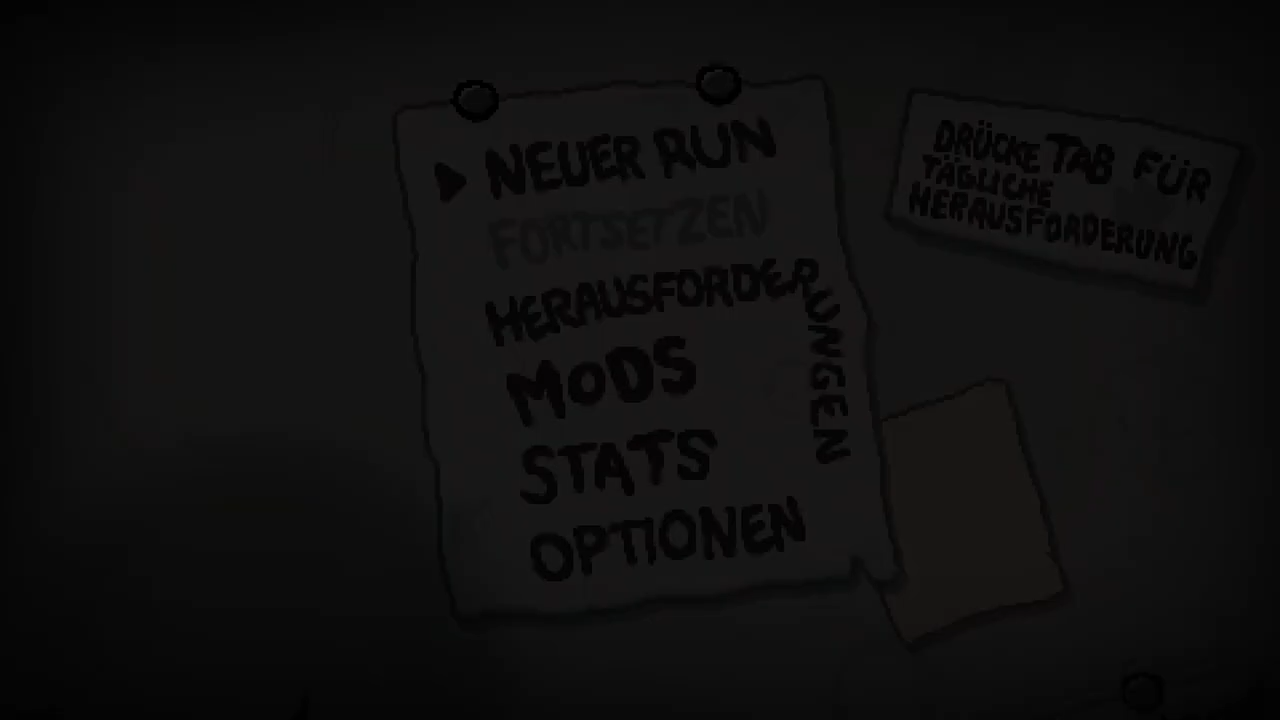 NEUER RUN
FORTSETZEN
HERAUSFORDERUNGEN
MODS
STATS
OPTIONEN
DRÜCKE TAB FÜR
TÄGLICHE
HERAUSFORDERUNG